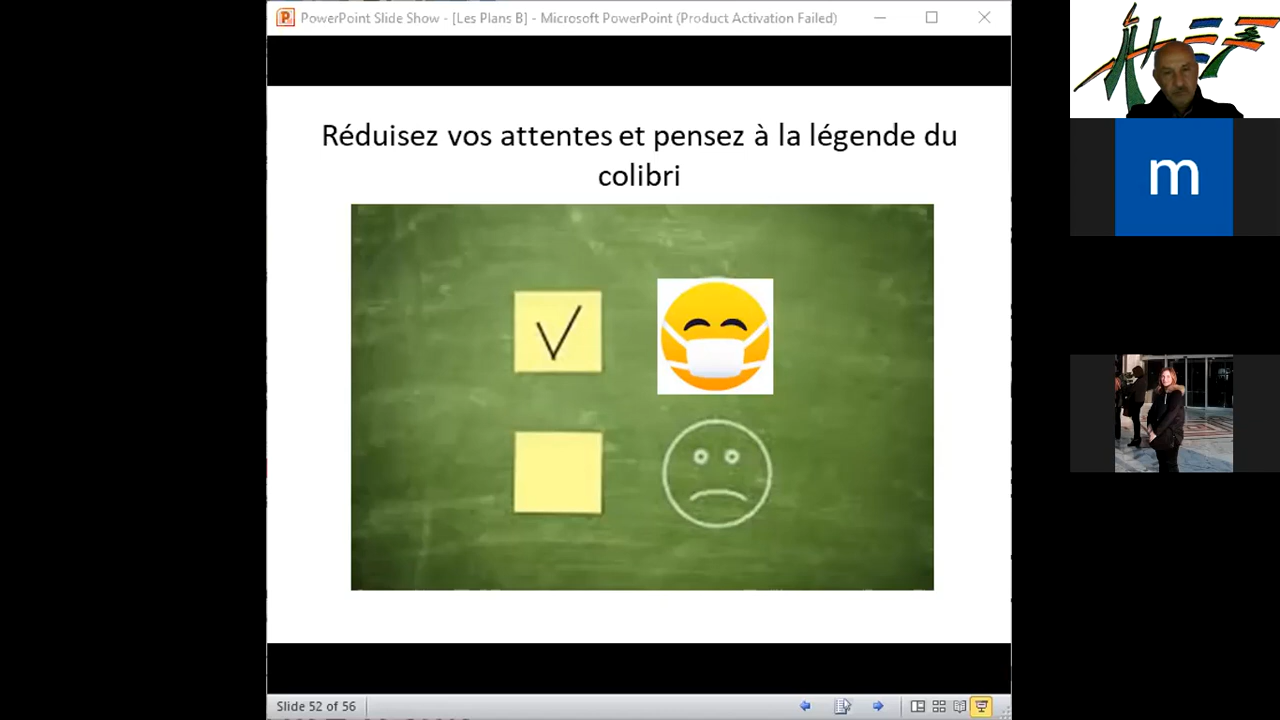 PowerPoint Slide Show - [Les Plans B] - Microsoft PowerPoint (Product Activation Failed)
Réduisez vos attentes et pensez à la légende du
colibri
m
Slide 52 of 56